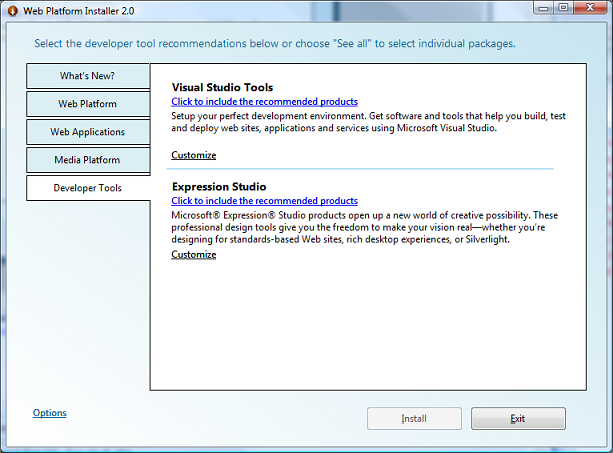 Web Platform Installer 2.0
Select the developer tool recommendations below or choose "See all" to select individual packages.
What's New?
Web Platform
Web Applications
Media Platform
Developer Tools
Visual Studio Tools
Click to include the recommended products
Setup your perfect development environment. Get software and tools that help you build, test
and deploy web sites, applications and services using Microsoft Visual Studio.
Customize
Expression Studio
Click to include the recommended products
Microsoft® Expression® Studio products open up a new world of creative possibility. These
professional design tools give you the freedom to make your vision real—whether you're
designing for standards-based Web sites, rich desktop experiences, or Silverlight.
Customize
Options
Install
Exit